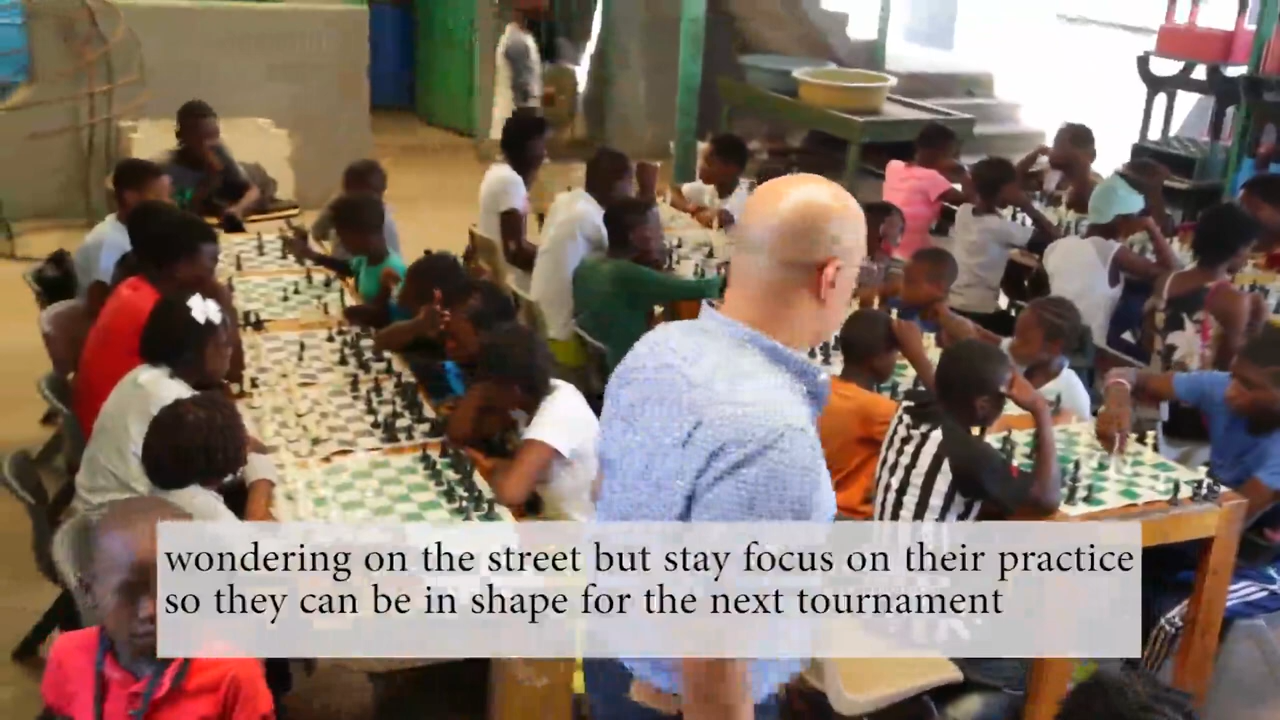 wondering on the street but stay focus on their practice
so they can be in shape for the next tournament